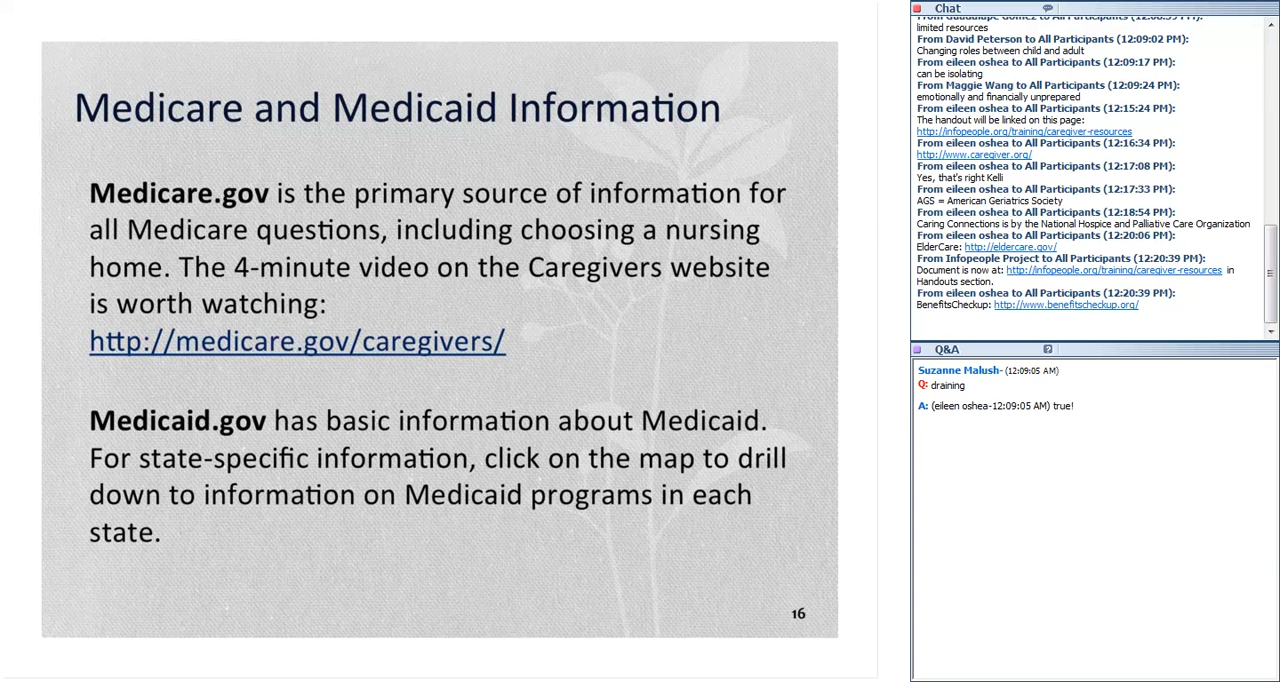 Medicare and Medicaid Information
Medicare.gov is the primary source of information for
all Medicare questions, including choosing a nursing
home. The 4-minute video on the Caregivers website
is worth watching:
http://medicare.gov/caregivers/
Medicaid.gov has basic information about Medicaid.
For state-specific information, click on the map to drill
down to information on Medicaid programs in each
state.
16
Chat
From Guadalupe Gomez to All Participants (12:08:59 PM):
limited resources
From David Peterson to All Participants (12:09:02 PM):
Changing roles between child and adult
From eileen oshea to All Participants (12:09:17 PM):
can be isolating
From Maggie Wang to All Participants (12:09:24 PM):
emotionally and financially unprepared
From eileen oshea to All Participants (12:15:24 PM):
The handout will be linked on this page:
http://infopeople.org/training/caregiver-resources
From eileen oshea to All Participants (12:16:34 PM):
http://www.caregiver.org/
From eileen oshea to All Participants (12:17:08 PM):
Yes, that's right Kelli
From eileen oshea to All Participants (12:17:33 PM):
AGS = American Geriatrics Society
From eileen oshea to All Participants (12:18:54 PM):
Caring Connections is by the National Hospice and Palliative Care Organization
From eileen oshea to All Participants (12:20:06 PM):
ElderCare: http://eldercare.gov/
From Infopeople Project to All Participants (12:20:39 PM):
Document is now at: http://infopeople.org/training/caregiver-resources in
Handouts section.
From eileen oshea to All Participants (12:20:39 PM):
BenefitsCheckup: http://www.benefitscheckup.org/
Q&A
Suzanne Malush- (12:09:05 AM)
Q: draining
A: (eileen oshea-12:09:05 AM) true!